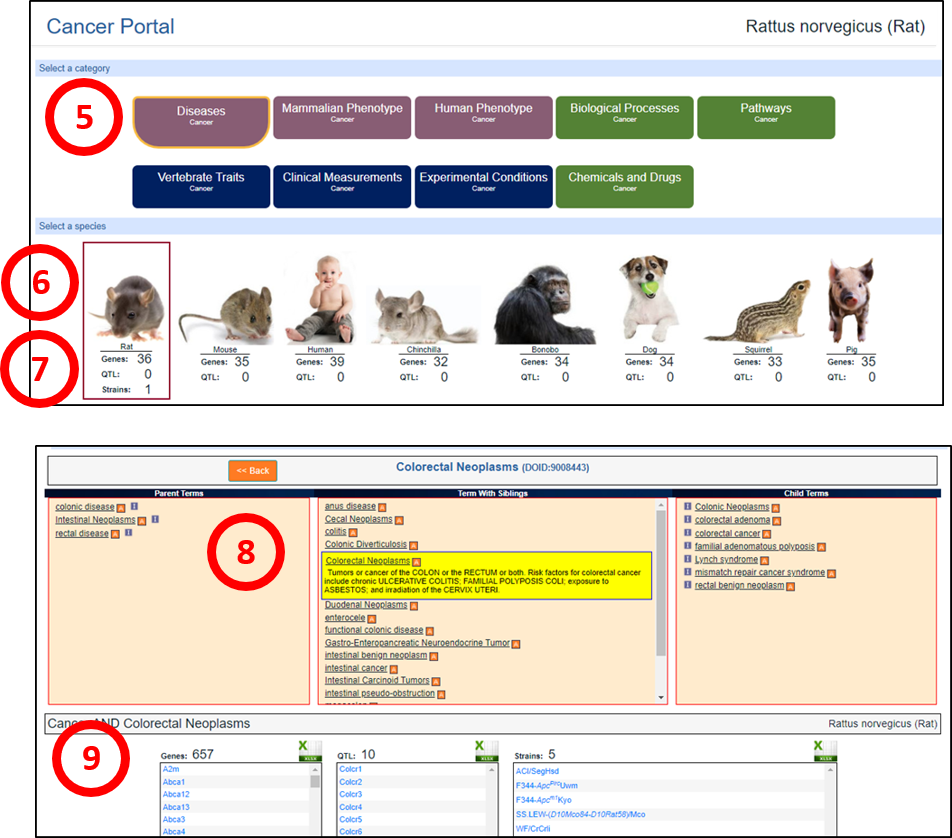 Cancer Portal
Rattus norvegicus (Rat)
Select a category
5
Diseases
Cancer
Mammalian Phenotype
Cancer
Human Phenotype
Cancer
Biological Processes
Cancer
Pathways
Cancer
Vertebrate Traits
Cancer
Clinical Measurements
Cancer
Experimental Conditions
Cancer
Chemicals and Drugs
Cancer
Select a species
6
7
Rat
Genes: 36
QTL: 0
Strains: 1
Mouse
Genes: 35
QTL: 0
Human
Genes: 39
QTL: 0
Chinchilla
Genes: 32
QTL: 0
Bonobo
Genes: 34
QTL: 0
Dog
Genes: 34
QTL: 0
Squirrel
Genes: 33
QTL: 0
Pig
Genes: 35
QTL: 0
<< Back
Colorectal Neoplasms (DOID:9008443)
Parent Terms
colonic disease A i
Intestinal Neoplasms A i
rectal disease A i
8
Term With Siblings
anus disease A
Cecal Neoplasms A
colitis A
Colonic Diverticulosis A
Colorectal Neoplasms A
Tumors or cancer of the COLON or the RECTUM or both. Risk factors for colorectal cancer
include chronic ULCERATIVE COLITIS; FAMILIAL POLYPOSIS COLI; exposure to
ASBESTOS; and irradiation of the CERVIX UTERI.
Duodenal Neoplasms A
enterocele A
functional colonic disease A
Gastro-Enteropancreatic Neuroendocrine Tumor A
intestinal benign neoplasm A
intestinal cancer A
Intestinal Carcinoid Tumors A
intestinal pseudo-obstruction A
Child Terms
i Colonic Neoplasms A
i colorectal adenoma A
i colorectal cancer A
i familial adenomatous polyposis A
i Lynch syndrome A
i mismatch repair cancer syndrome A
i rectal benign neoplasm A
Cancer AND Colorectal Neoplasms
Rattus norvegicus (Rat)
9
Genes: 657
XLSX
A2m
Abca1
Abca12
Abca13
Abca3
Abca4
QTL: 10
XLSX
Colcr1
Colcr2
Colcr3
Colcr4
Colcr5
Colcr6
Strains: 5
XLSX
ACI/SegHsd
F344-Apc^Pirc Uwm
F344-Apc^m1 Kyo
SS.LEW-(D10Mco84-D10Rat58)/Mco
WF/CrCrli